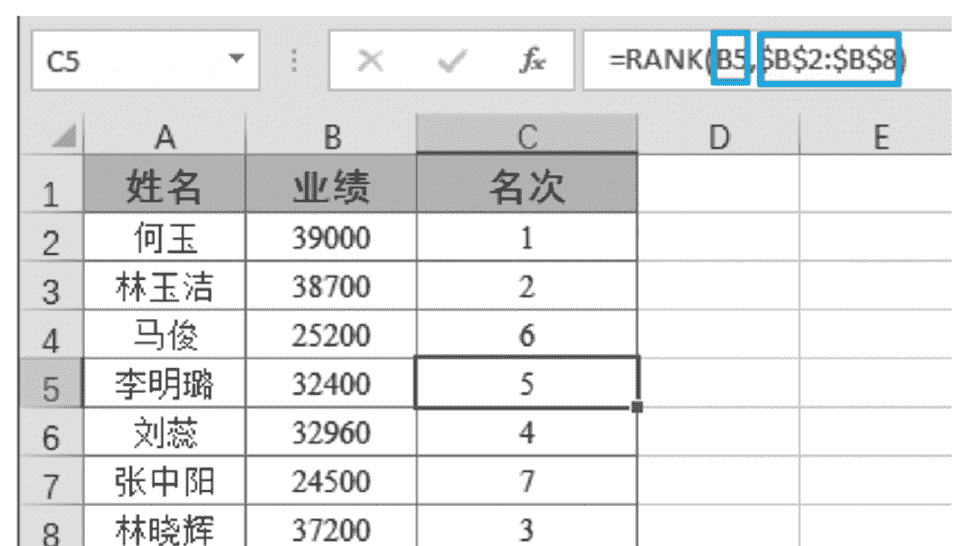 C5 fx =RANK(B5,$B$2:$B$8)
A B C D E
1 姓名 业绩 名次
2 何玉 39000 1
3 林玉洁 38700 2
4 马俊 25200 6
5 李明璐 32400 5
6 刘蕊 32960 4
7 张中阳 24500 7
8 林晓辉 37200 3